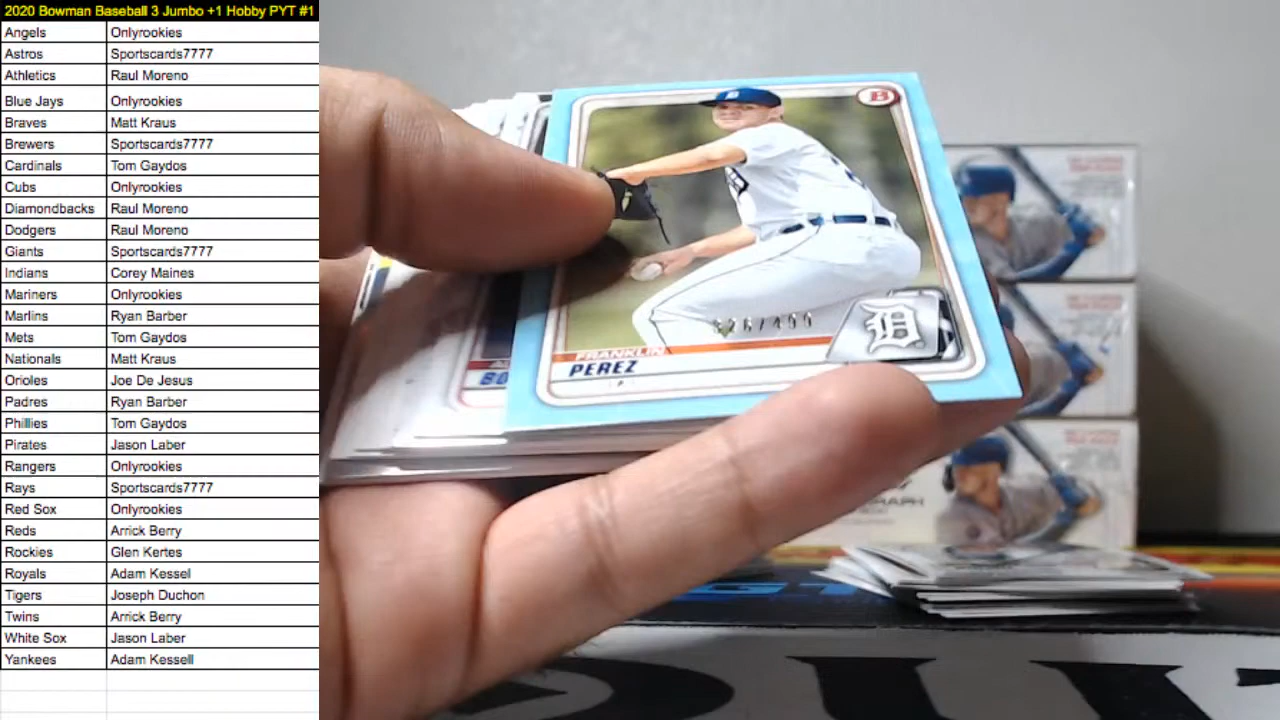 2020 Bowman Baseball 3 Jumbo +1 Hobby PYT #1
Angels Onlyrookies
Astros Sportscards7777
Athletics Raul Moreno
Blue Jays Onlyrookies
Braves Matt Kraus
Brewers Sportscards7777
Cardinals Tom Gaydos
Cubs Onlyrookies
Diamondbacks Raul Moreno
Dodgers Raul Moreno
Giants Sportscards7777
Indians Corey Maines
Mariners Onlyrookies
Marlins Ryan Barber
Mets Tom Gaydos
Nationals Matt Kraus
Orioles Joe De Jesus
Padres Ryan Barber
Phillies Tom Gaydos
Pirates Jason Laber
Rangers Onlyrookies
Rays Sportscards7777
Red Sox Onlyrookies
Reds Arrick Berry
Rockies Glen Kertes
Royals Adam Kessel
Tigers Joseph Duchon
Twins Arrick Berry
White Sox Jason Laber
Yankees Adam Kessell
B
D
FRANKLIN
PEREZ
P